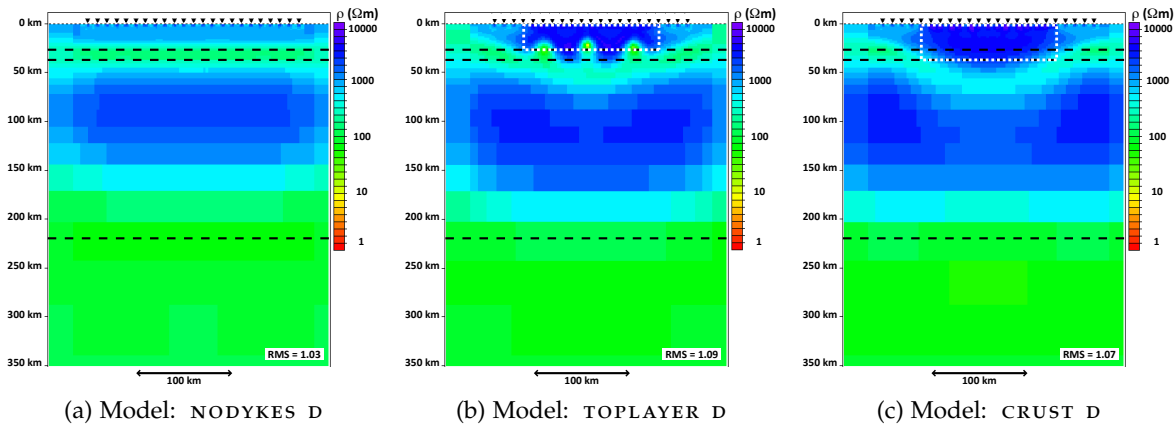 0 km
50 km
100 km
150 km
200 km
250 km
300 km
350 km
ρ (Ωm)
10000
1000
100
10
1
RMS = 1.03
100 km
(a) Model: NODYKES D
0 km
50 km
100 km
150 km
200 km
250 km
300 km
350 km
ρ (Ωm)
10000
1000
100
10
1
RMS = 1.09
100 km
(b) Model: TOPLAYER D
0 km
50 km
100 km
150 km
200 km
250 km
300 km
350 km
ρ (Ωm)
10000
1000
100
10
1
RMS = 1.07
100 km
(c) Model: CRUST D